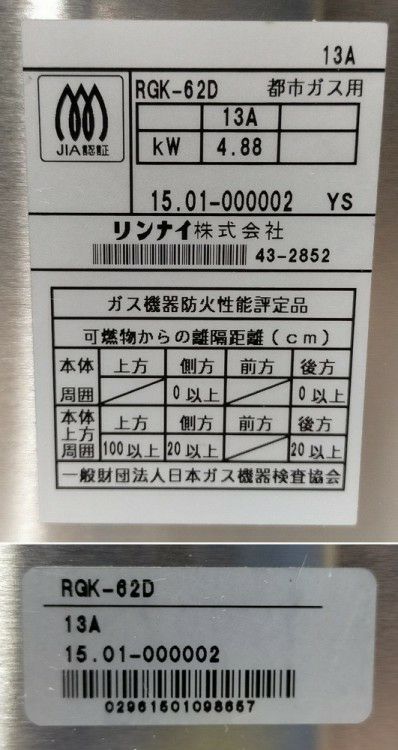 13A
JIA認証
RGK-62D 都市ガス用
13A
kW 4.88
15.01-000002 YS
リンナイ株式会社
43-2852
ガス機器防火性能評定品
可燃物からの離隔距離(cm)
本体周囲 上方 側方 前方 後方
0以上 0以上
本体上方周囲 上方 側方 前方 後方
100以上 20以上 20以上
一般財団法人日本ガス機器検査協会
RGK-62D
13A
15.01-000002
02961501098657